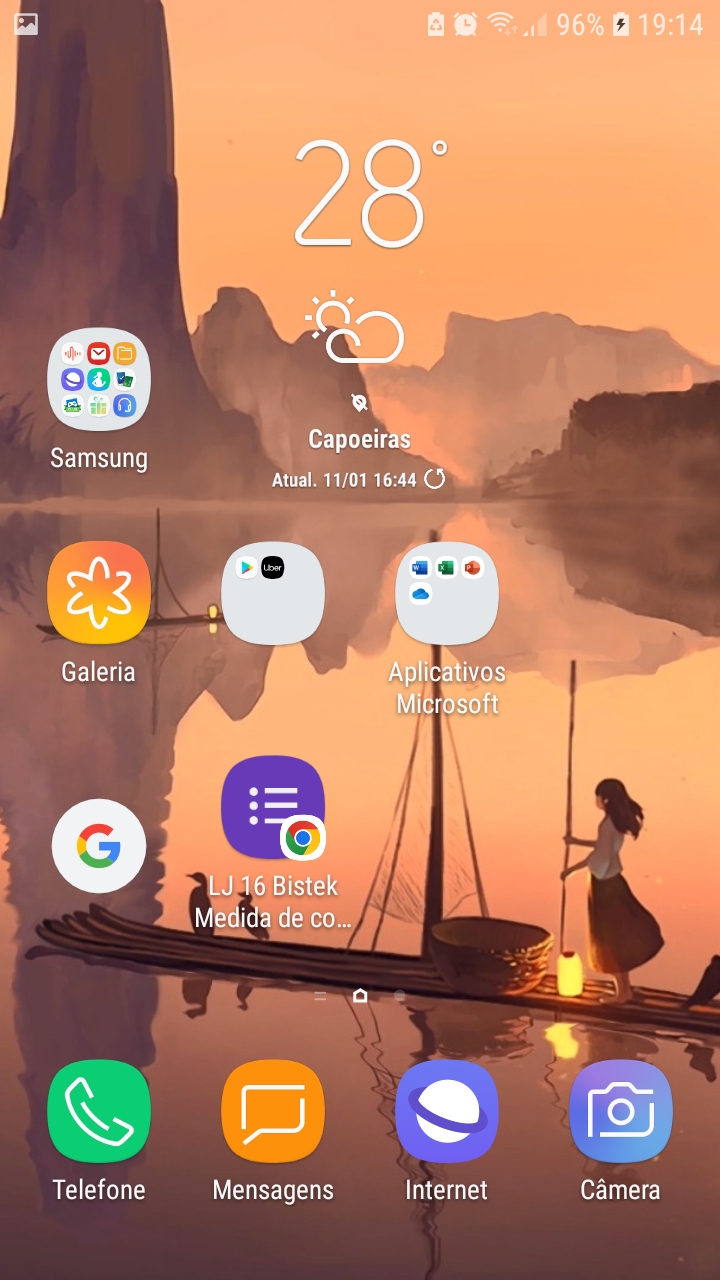 96% 19:14
28°
Capoeiras
Atual. 11/01 16:44
Samsung
Uber
Galeria
Aplicativos
Microsoft
LJ 16 Bistek
Medida de co…
Telefone
Mensagens
Internet
Câmera